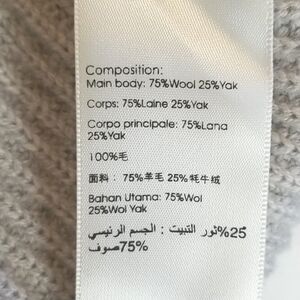 Composition:
Main body: 75%Wool 25%Yak
Corps: 75%Laine 25%Yak
Corpo principale: 75%Lana
25%Yak
100%毛
面料： 75%羊毛 25%牦牛绒
Bahan Utama: 75%Wol
25%Wol Yak
الجسم الرئيسي : ثور التبيت%25
75%صوف